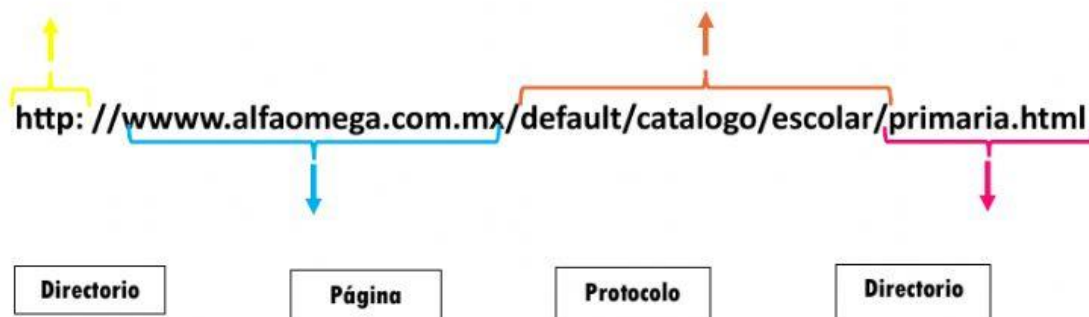 http: //wwww.alfaomega.com.mx/default/catalogo/escolar/primaria.html
Directorio Página Protocolo Directorio